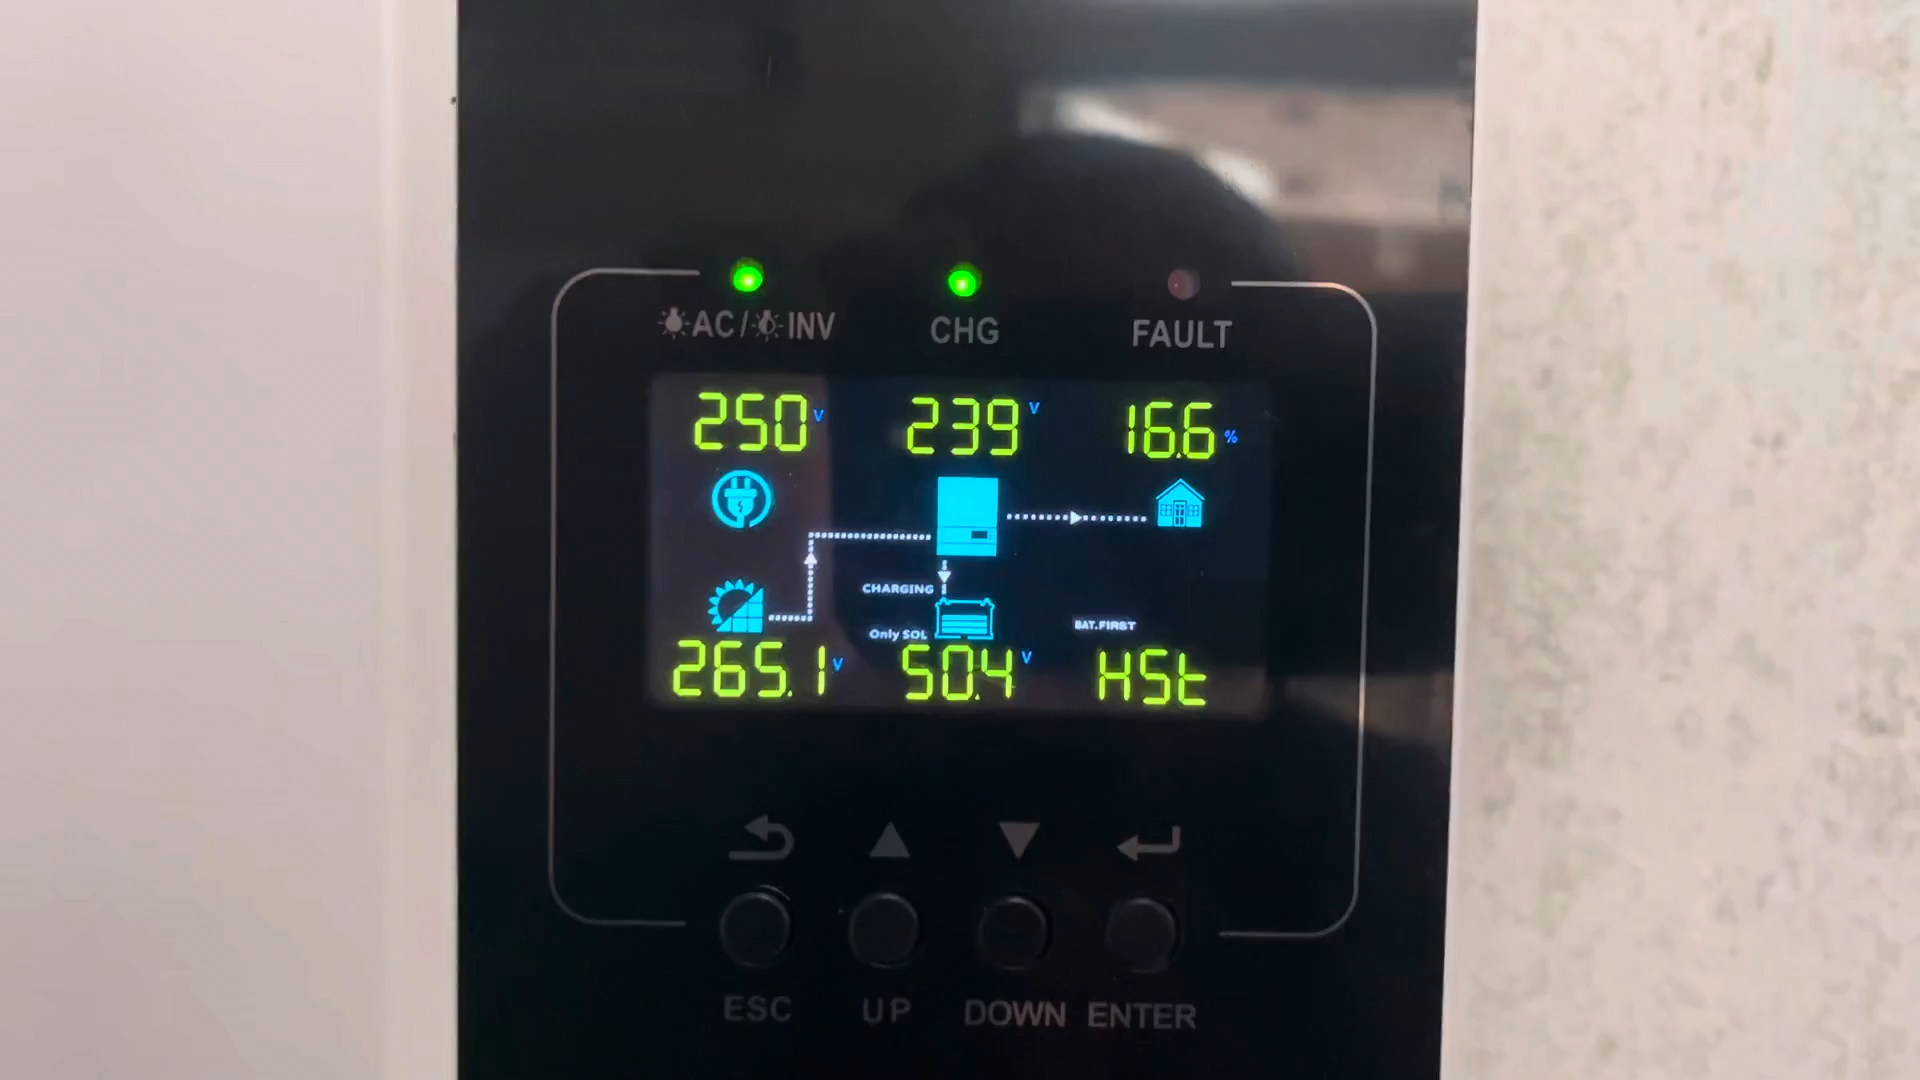 AC/INV CHG FAULT
250 V 239 V 16.6 %
CHARGING
Only SOL BAT.FIRST
265.1 V 50.4 V HSt
ESC UP DOWN ENTER